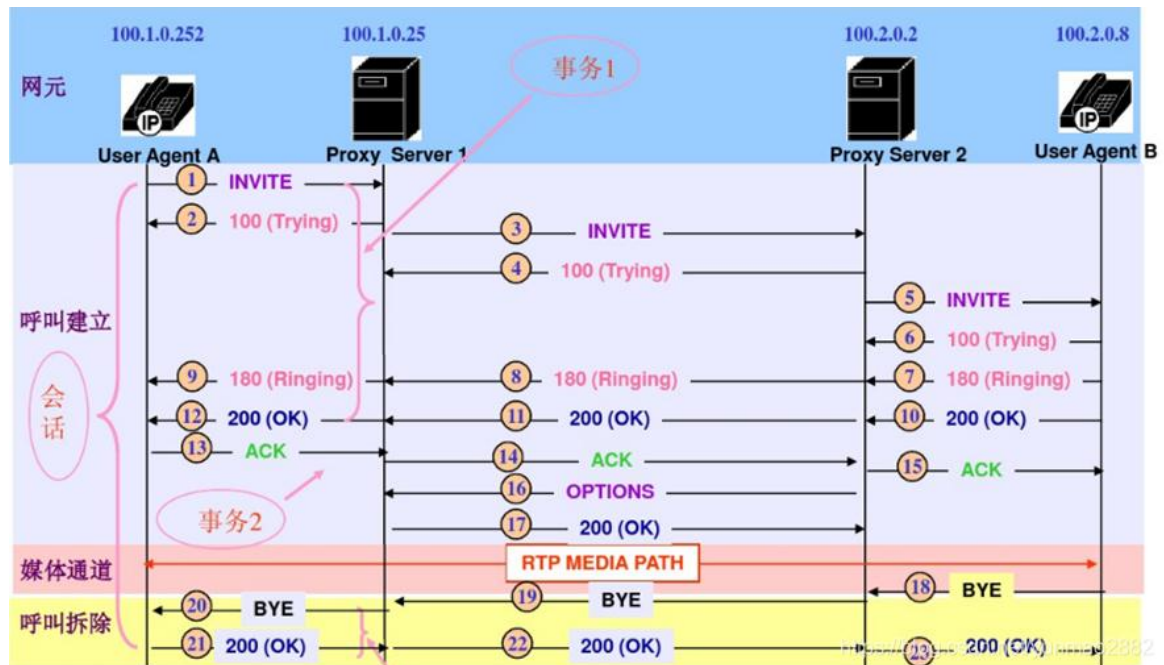 100.1.0.252 100.1.0.25 100.2.0.2 100.2.0.8
事务1
网元
IP IP
User Agent A Proxy Server 1 Proxy Server 2 User Agent B
1 INVITE
2 100 (Trying) 3 INVITE
4 100 (Trying)
5 INVITE
呼叫建立
6 100 (Trying)
9 180 (Ringing) 8 180 (Ringing) 7 180 (Ringing)
会
话
12 200 (OK) 11 200 (OK) 10 200 (OK)
13 ACK 14 ACK 15 ACK
16 OPTIONS
事务2
17 200 (OK)
媒体通道 RTP MEDIA PATH
20 BYE 19 BYE 18 BYE
呼叫拆除
21 200 (OK) 22 200 (OK) 23 200 (OK)